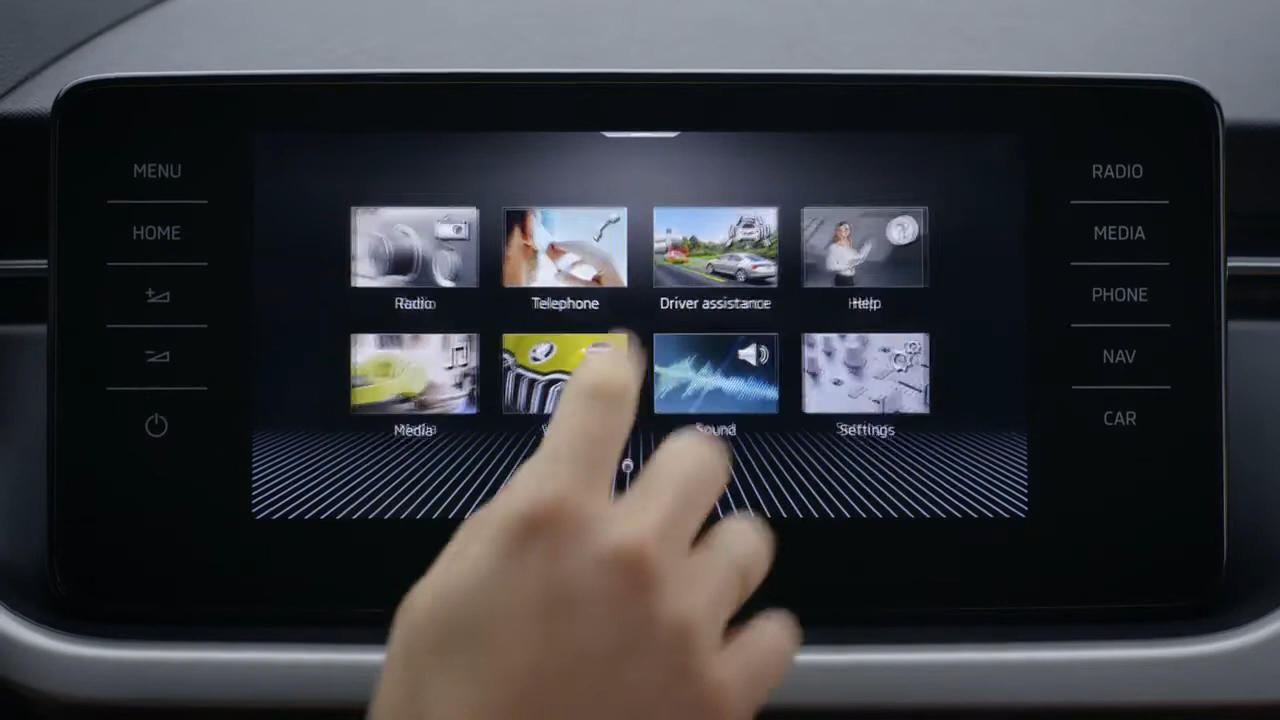 MENU
HOME
RADIO
MEDIA
PHONE
NAV
CAR
Radio
Telephone
Driver assistance
Help
Media
Sound
Settings